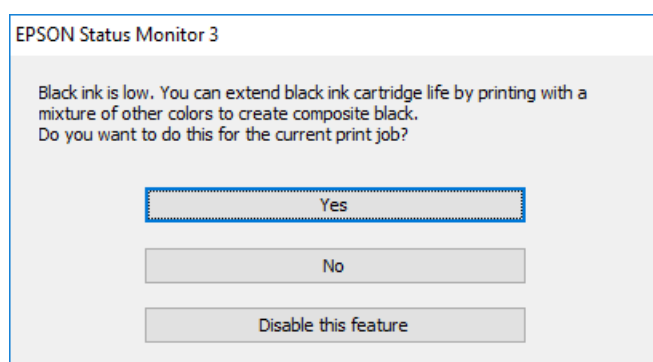 EPSON Status Monitor 3
Black ink is low. You can extend black ink cartridge life by printing with a
mixture of other colors to create composite black.
Do you want to do this for the current print job?
Yes
No
Disable this feature